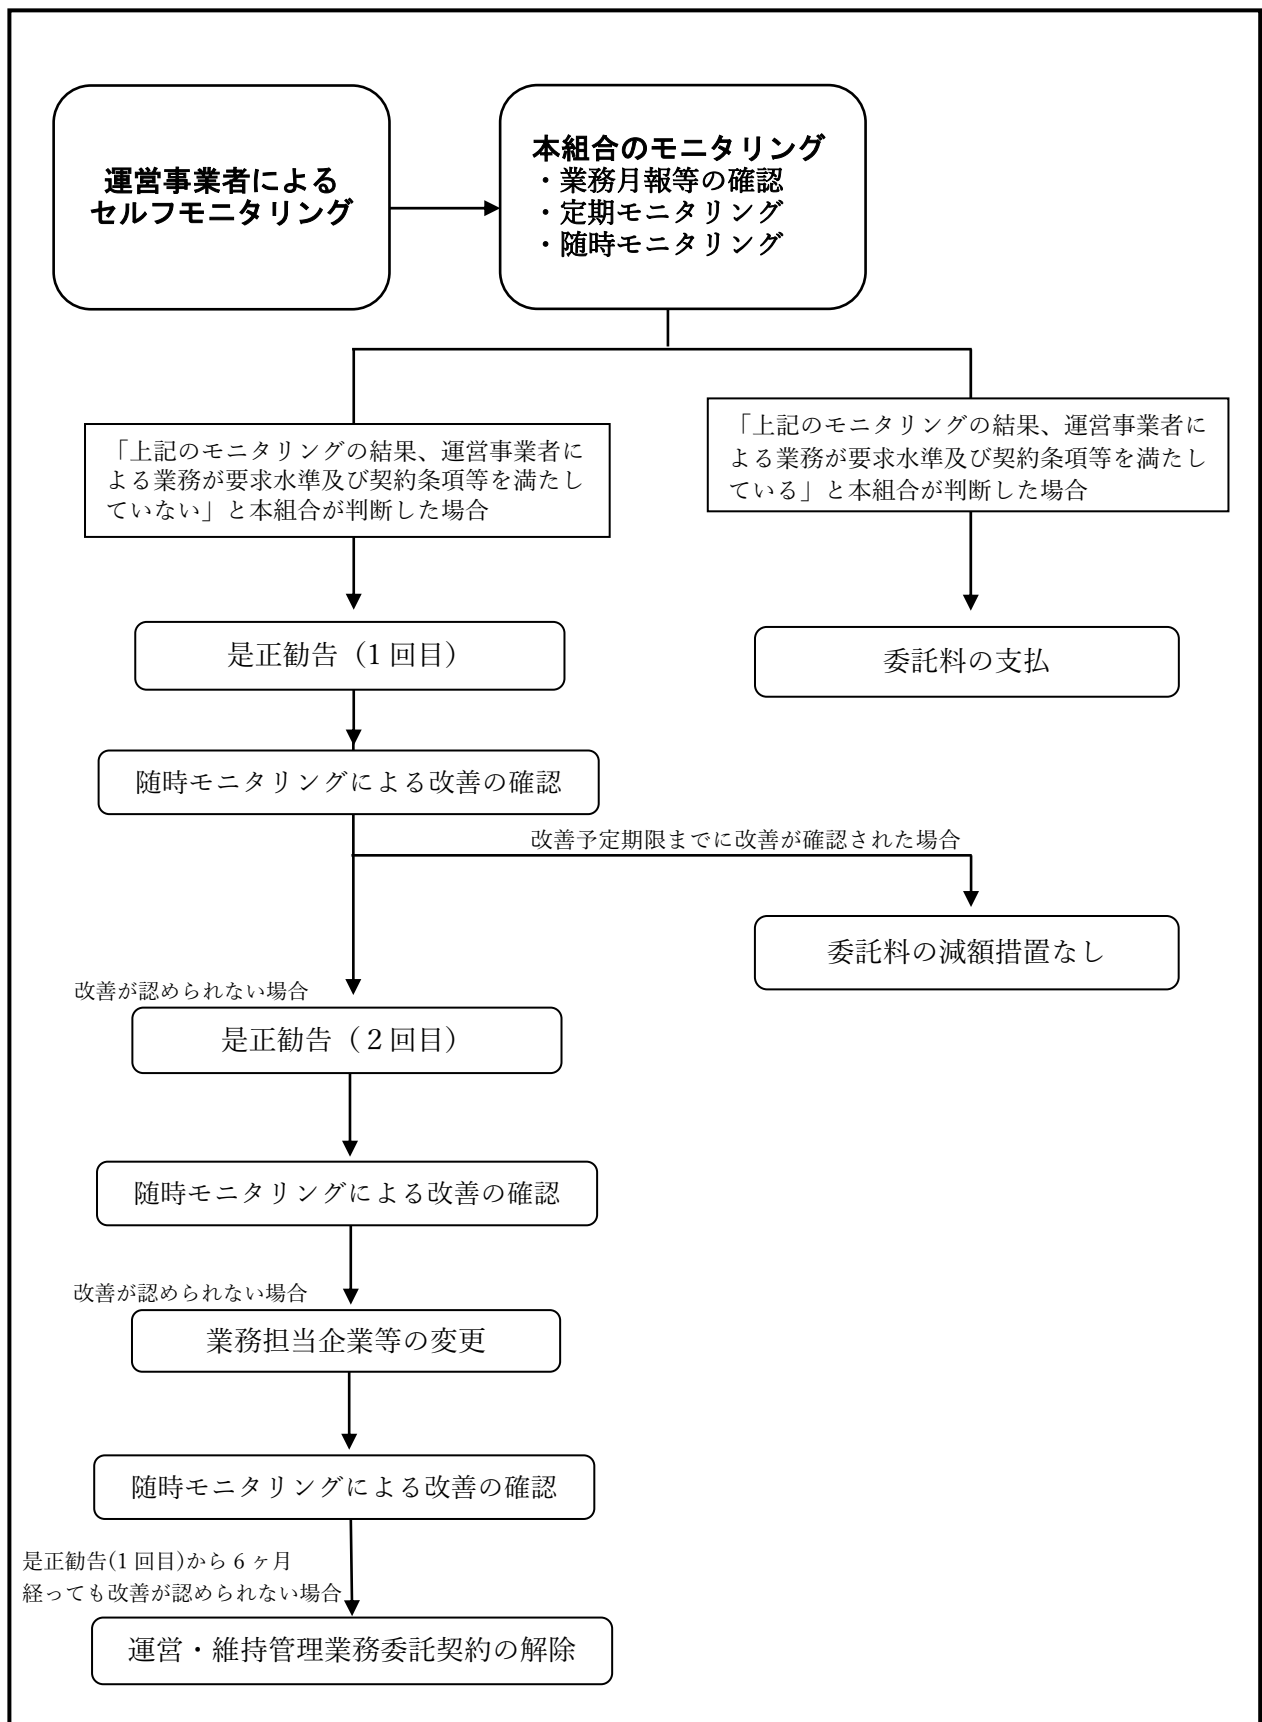 運営事業者による
セルフモニタリング
本組合のモニタリング
・業務月報等の確認
・定期モニタリング
・随時モニタリング
「上記のモニタリングの結果、運営事業者に
よる業務が要求水準及び契約条項等を満たし
ていない」と本組合が判断した場合
「上記のモニタリングの結果、運営事業者に
よる業務が要求水準及び契約条項等を満たし
ている」と本組合が判断した場合
是正勧告（1 回目）
委託料の支払
随時モニタリングによる改善の確認
改善予定期限までに改善が確認された場合
委託料の減額措置なし
改善が認められない場合
是正勧告（２回目）
随時モニタリングによる改善の確認
改善が認められない場合
業務担当企業等の変更
随時モニタリングによる改善の確認
是正勧告(1 回目)から 6 ヶ月
経っても改善が認められない場合
運営・維持管理業務委託契約の解除